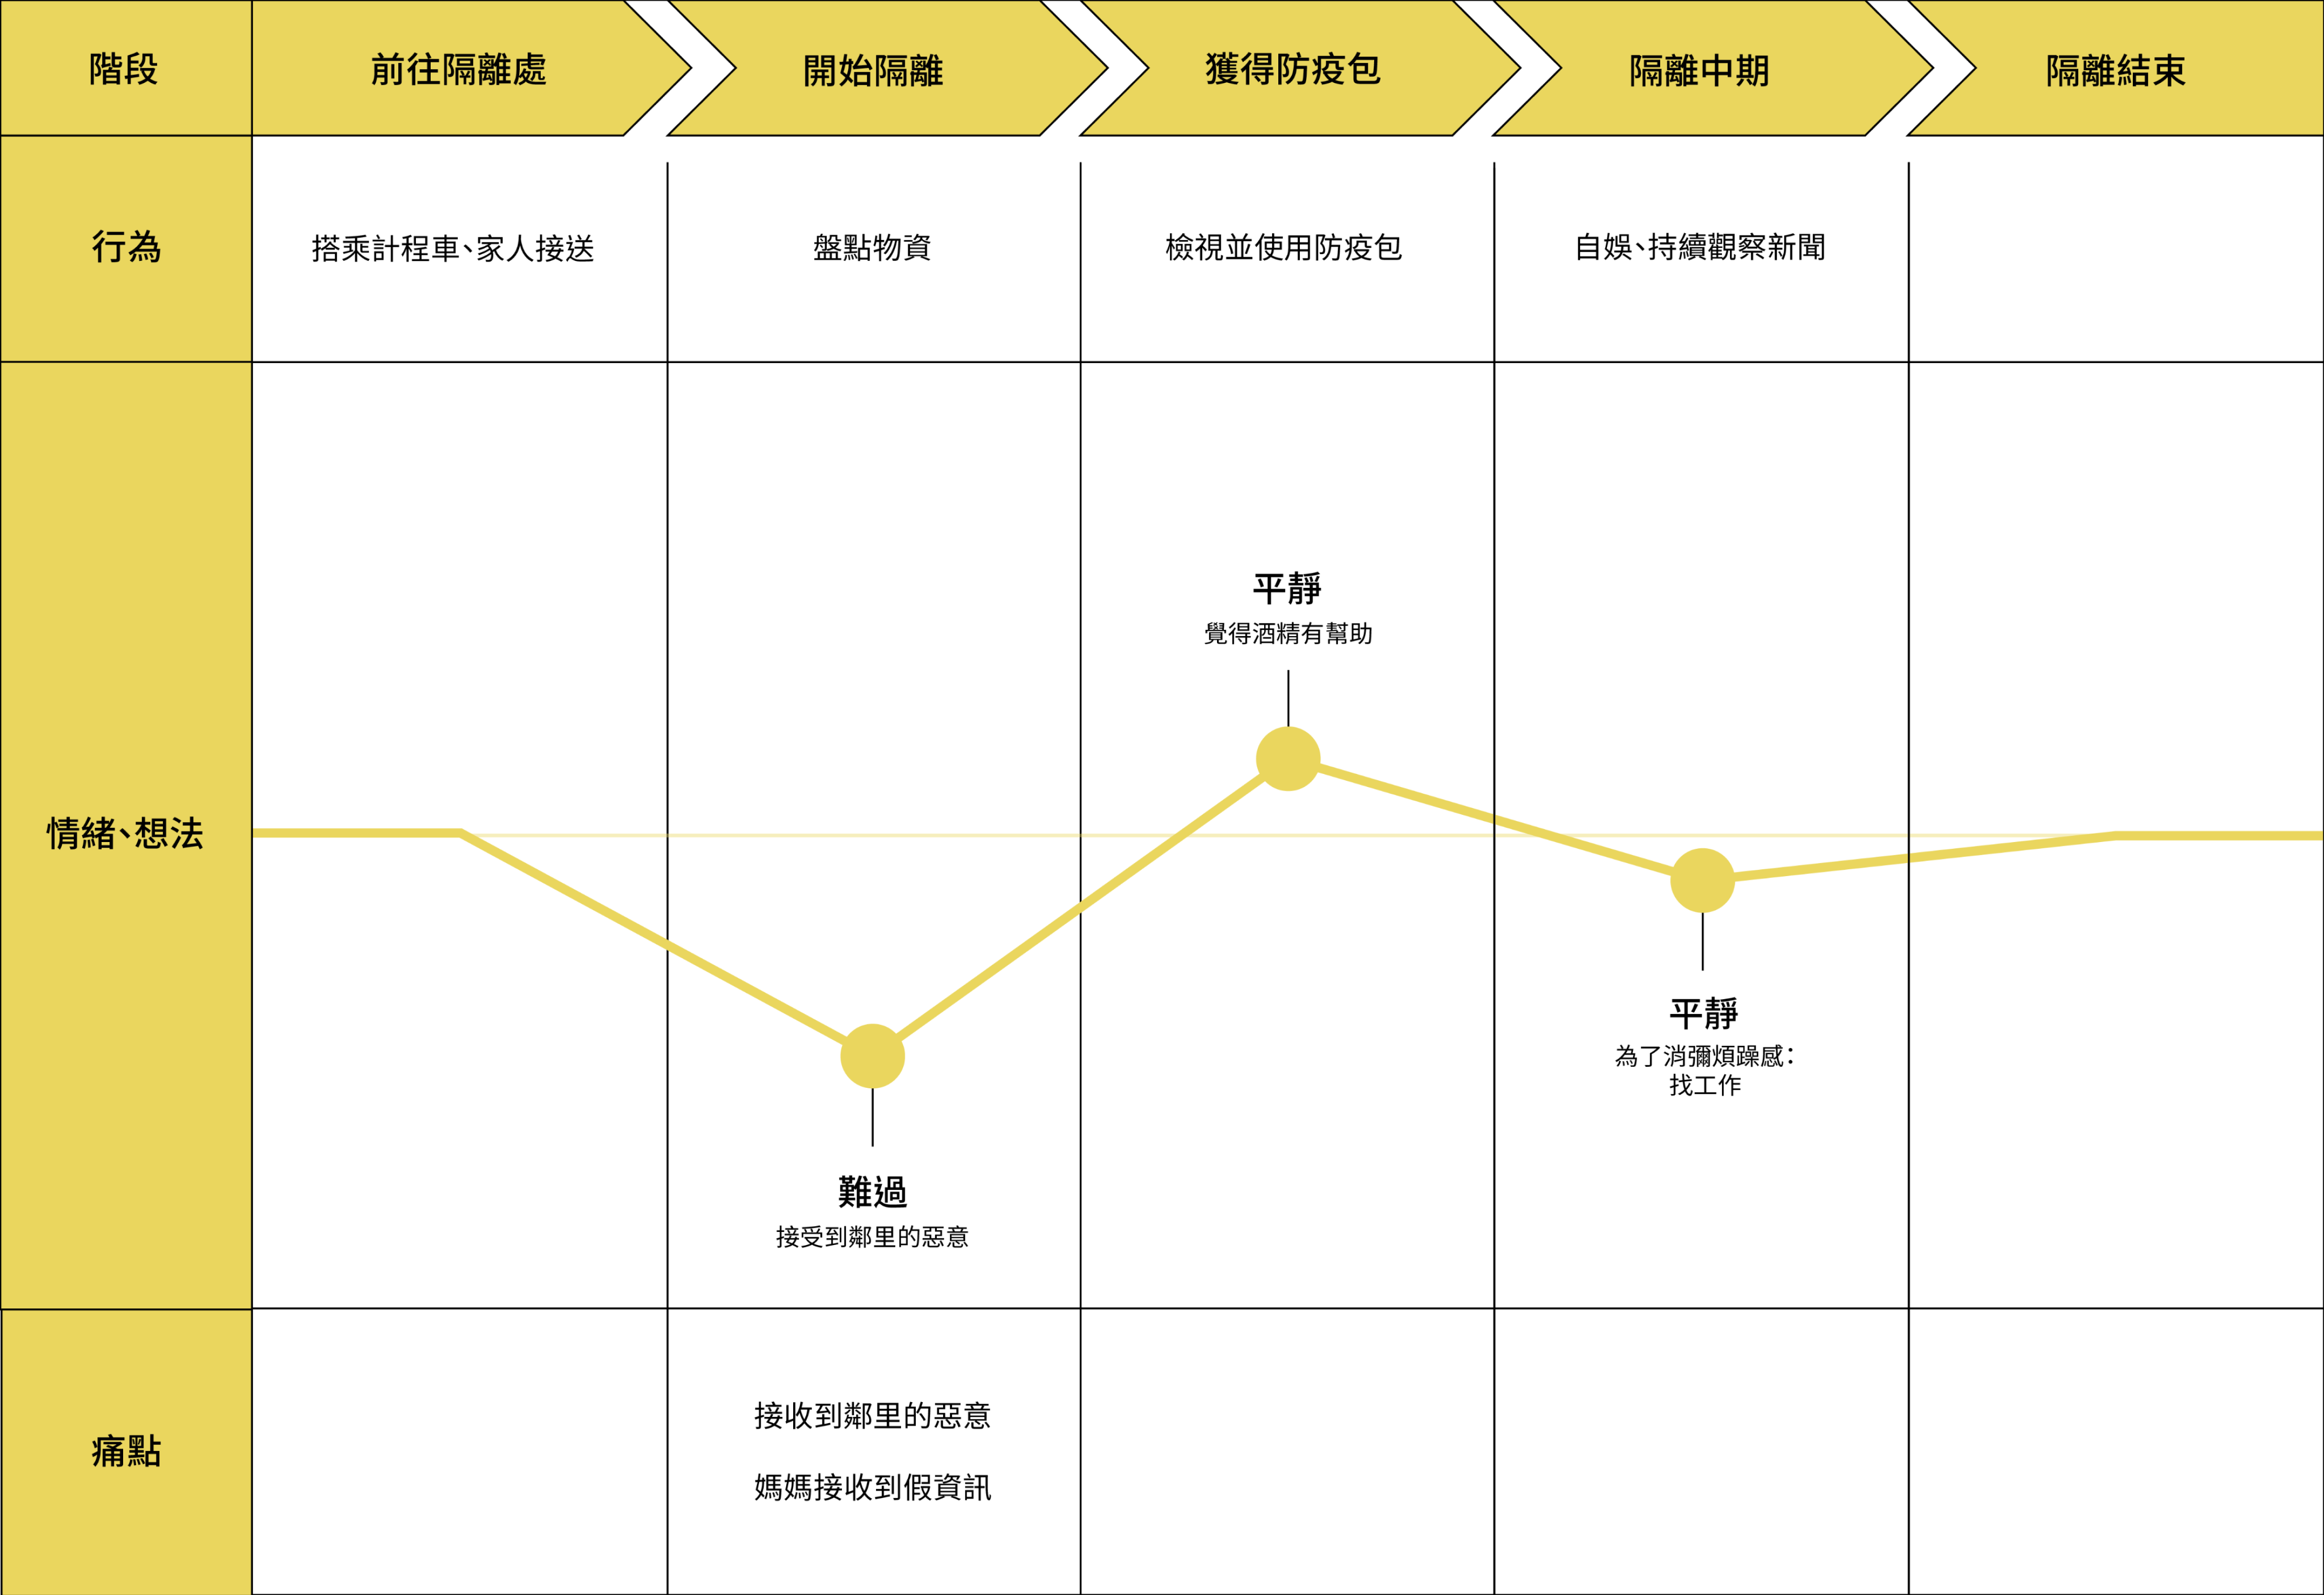 階段
前往隔離處
開始隔離
獲得防疫包
隔離中期
隔離結束
行為
搭乘計程車、家人接送
盤點物資
檢視並使用防疫包
自娛、持續觀察新聞
情緒、想法
平靜
覺得酒精有幫助
平靜
為了消彌煩躁感：
找工作
難過
接受到鄰里的惡意
痛點
接收到鄰里的惡意
媽媽接收到假資訊